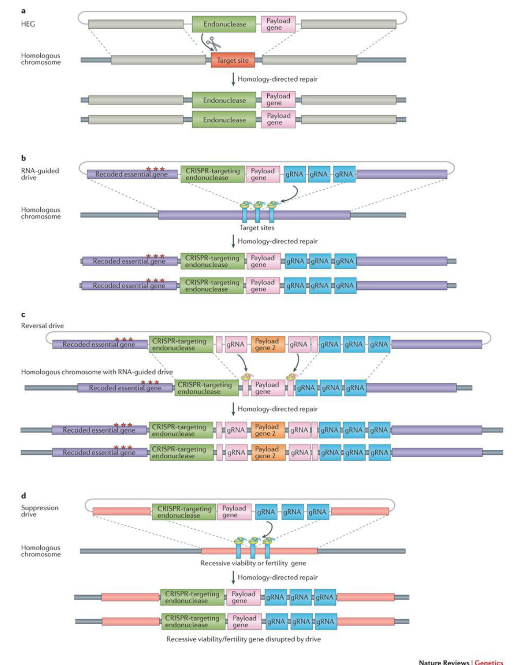 a
HEG
Endonuclease
Payload
gene
Homologous
chromosome
Target site
Homology-directed repair
Endonuclease
Payload
gene
Endonuclease
Payload
gene
b
RNA-guided
drive
Recoded essential gene
CRISPR-targeting
endonuclease
Payload
gene
gRNA gRNA gRNA
Homologous
chromosome
Target sites
Homology-directed repair
Recoded essential gene
CRISPR-targeting
endonuclease
Payload
gene
gRNA gRNA gRNA
Recoded essential gene
CRISPR-targeting
endonuclease
Payload
gene
gRNA gRNA gRNA
c
Reversal drive
Recoded essential gene
CRISPR-targeting
endonuclease
gRNA
Payload
gene 2
gRNA
gRNA gRNA gRNA
Homologous chromosome with RNA-guided drive
Recoded essential gene
CRISPR-targeting
endonuclease
Payload
gene
gRNA gRNA gRNA
Homology-directed repair
Recoded essential gene
CRISPR-targeting
endonuclease
gRNA
Payload
gene 2
gRNA
gRNA gRNA gRNA
Recoded essential gene
CRISPR-targeting
endonuclease
gRNA
Payload
gene 2
gRNA
gRNA gRNA gRNA
d
Suppression
drive
CRISPR-targeting
endonuclease
Payload
gene
gRNA gRNA gRNA
Homologous
chromosome
Recessive viability or fertility gene
Homology-directed repair
CRISPR-targeting
endonuclease
Payload
gene
gRNA gRNA gRNA
CRISPR-targeting
endonuclease
Payload
gene
gRNA gRNA gRNA
Recessive viability/fertility gene disrupted by drive
Nature Reviews | Genetics